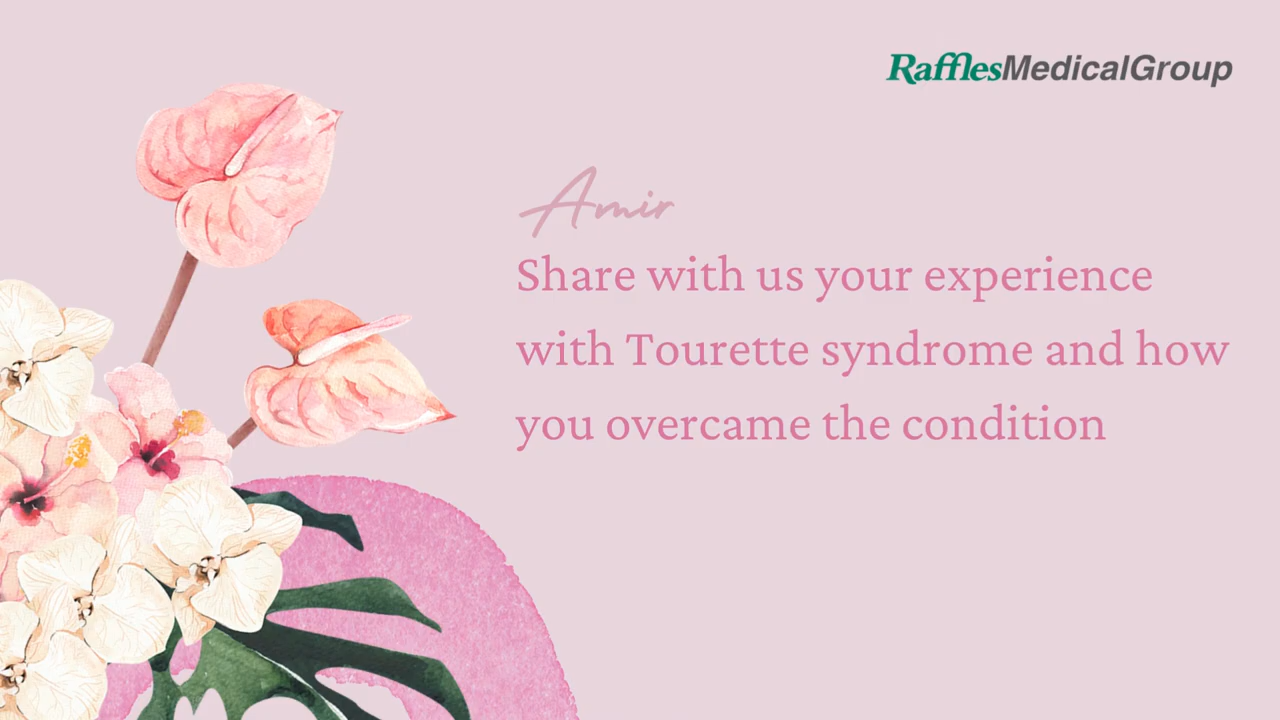 RafflesMedicalGroup
Amir
Share with us your experience
with Tourette syndrome and how
you overcame the condition